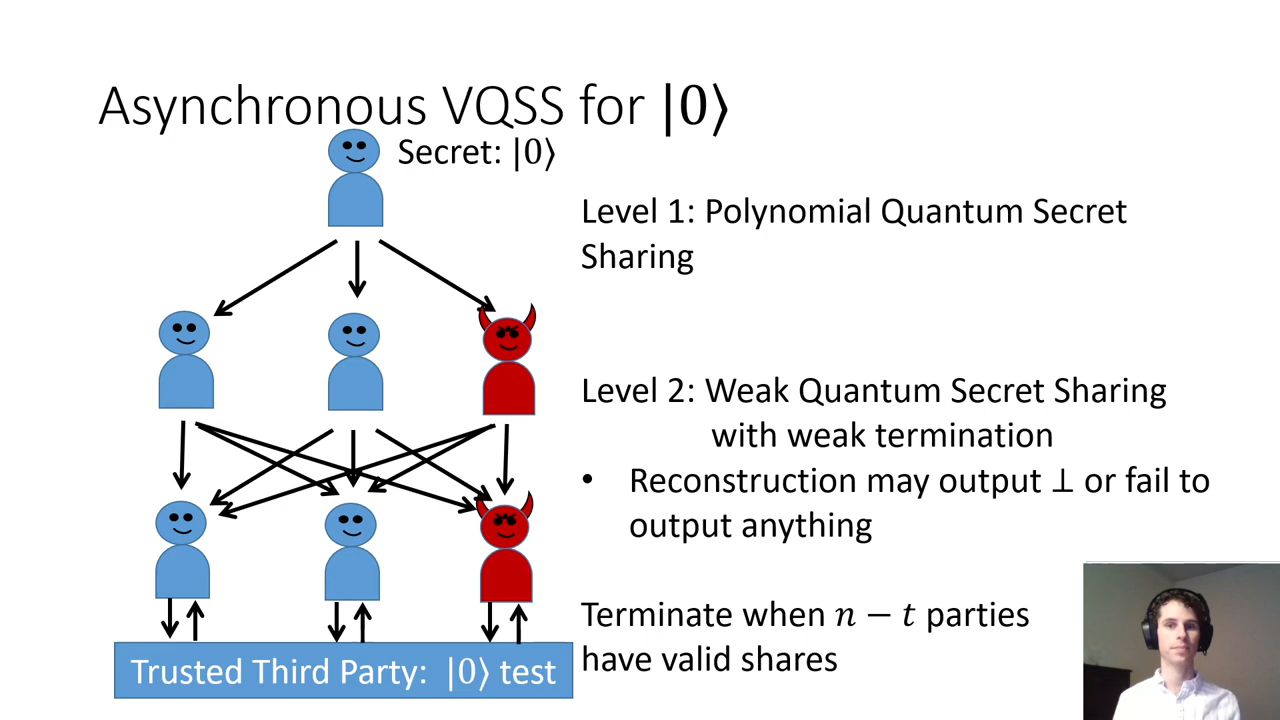 Asynchronous VQSS for |0⟩
Secret: |0⟩
Level 1: Polynomial Quantum Secret
Sharing
Level 2: Weak Quantum Secret Sharing
with weak termination
• Reconstruction may output ⊥ or fail to
output anything
Terminate when n − t parties
have valid shares
Trusted Third Party: |0⟩ test